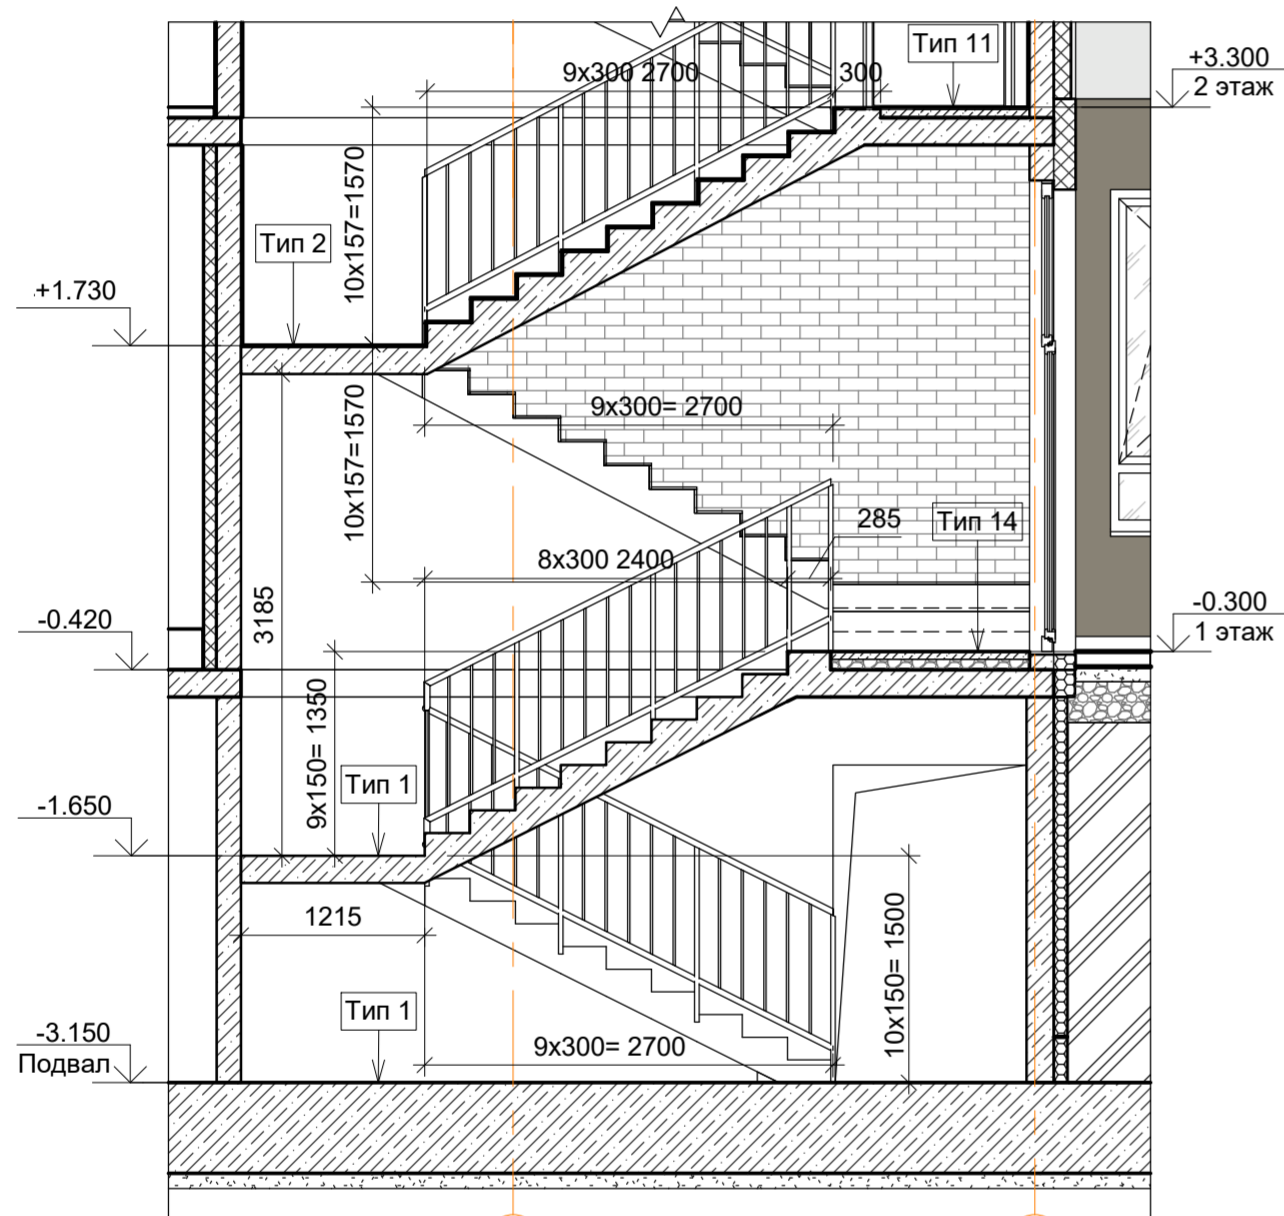 Тип 11
+3.300
2 этаж
9x300 2700
300
10x157=1570
Тип 2
+1.730
10x157=1570
9x300= 2700
285
Тип 14
8x300 2400
3185
-0.420
-0.300
1 этаж
9x150= 1350
Тип 1
-1.650
1215
10x150= 1500
Тип 1
-3.150
Подвал
9x300= 2700